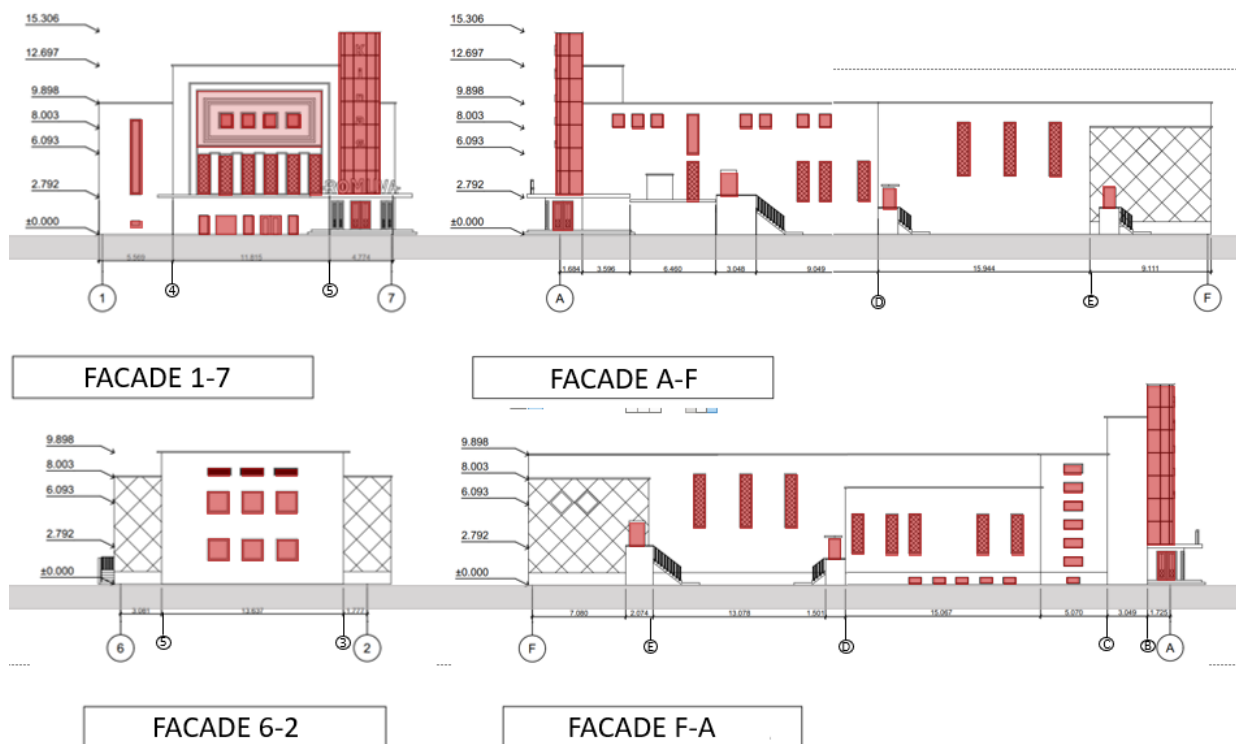 15.306
12.697
9.898
8.003
6.093
2.792
±0.000
BOMUNA
5.869 11.815 4.774
1 4 5 7
FACADE 1-7
15.306
12.697
9.898
8.003
6.093
2.792
±0.000
1.684 3.596 6.460 3.048 9.049 15.944 9.111
A D E F
FACADE A-F
9.898
8.003
6.093
2.792
±0.000
3.081 13.637 1.777
6 5 3 2
FACADE 6-2
9.898
8.003
6.093
2.792
±0.000
7.080 2.074 13.078 1.501 15.067 5.070 3.049 1.725
F E D C B A
FACADE F-A